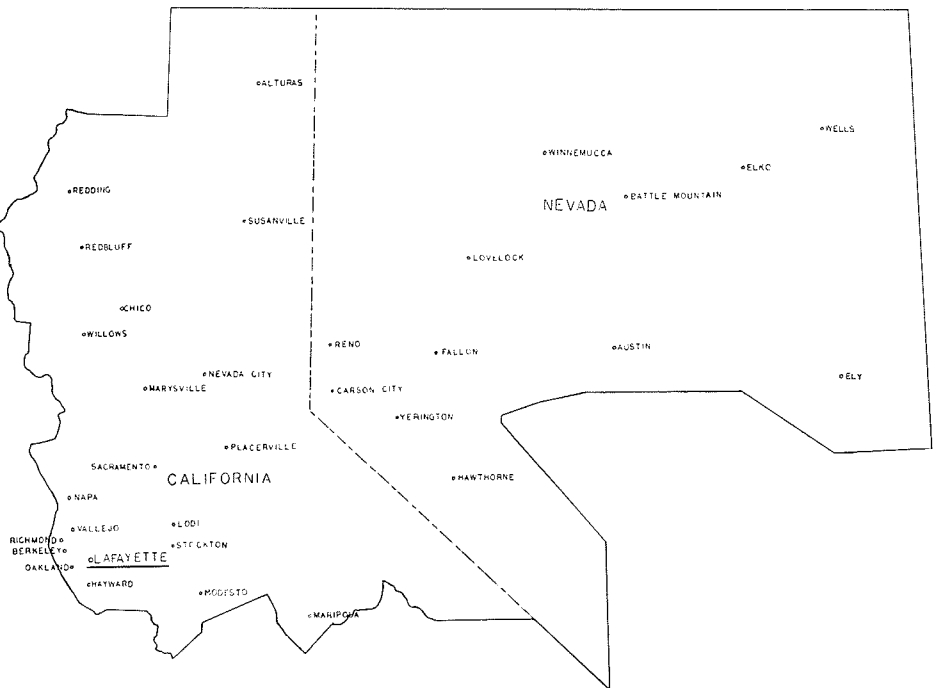 ALTURAS
WELLS
WINNEMUCCA
ELKO
REDDING
BATTLE MOUNTAIN
NEVADA
SUSANVILLE
REDBLUFF
LOVELOCK
CHICO
WILLOWS
RENO
FALLON
AUSTIN
NEVADA CITY
ELY
MARYSVILLE
CARSON CITY
YERINGTON
PLACERVILLE
SACRAMENTO
CALIFORNIA
HAWTHORNE
NAPA
VALLEJO
LODI
RICHMOND
STOCKTON
BERKELEY
LAFAYETTE
OAKLAND
HAYWARD
MODESTO
MARIPOUA